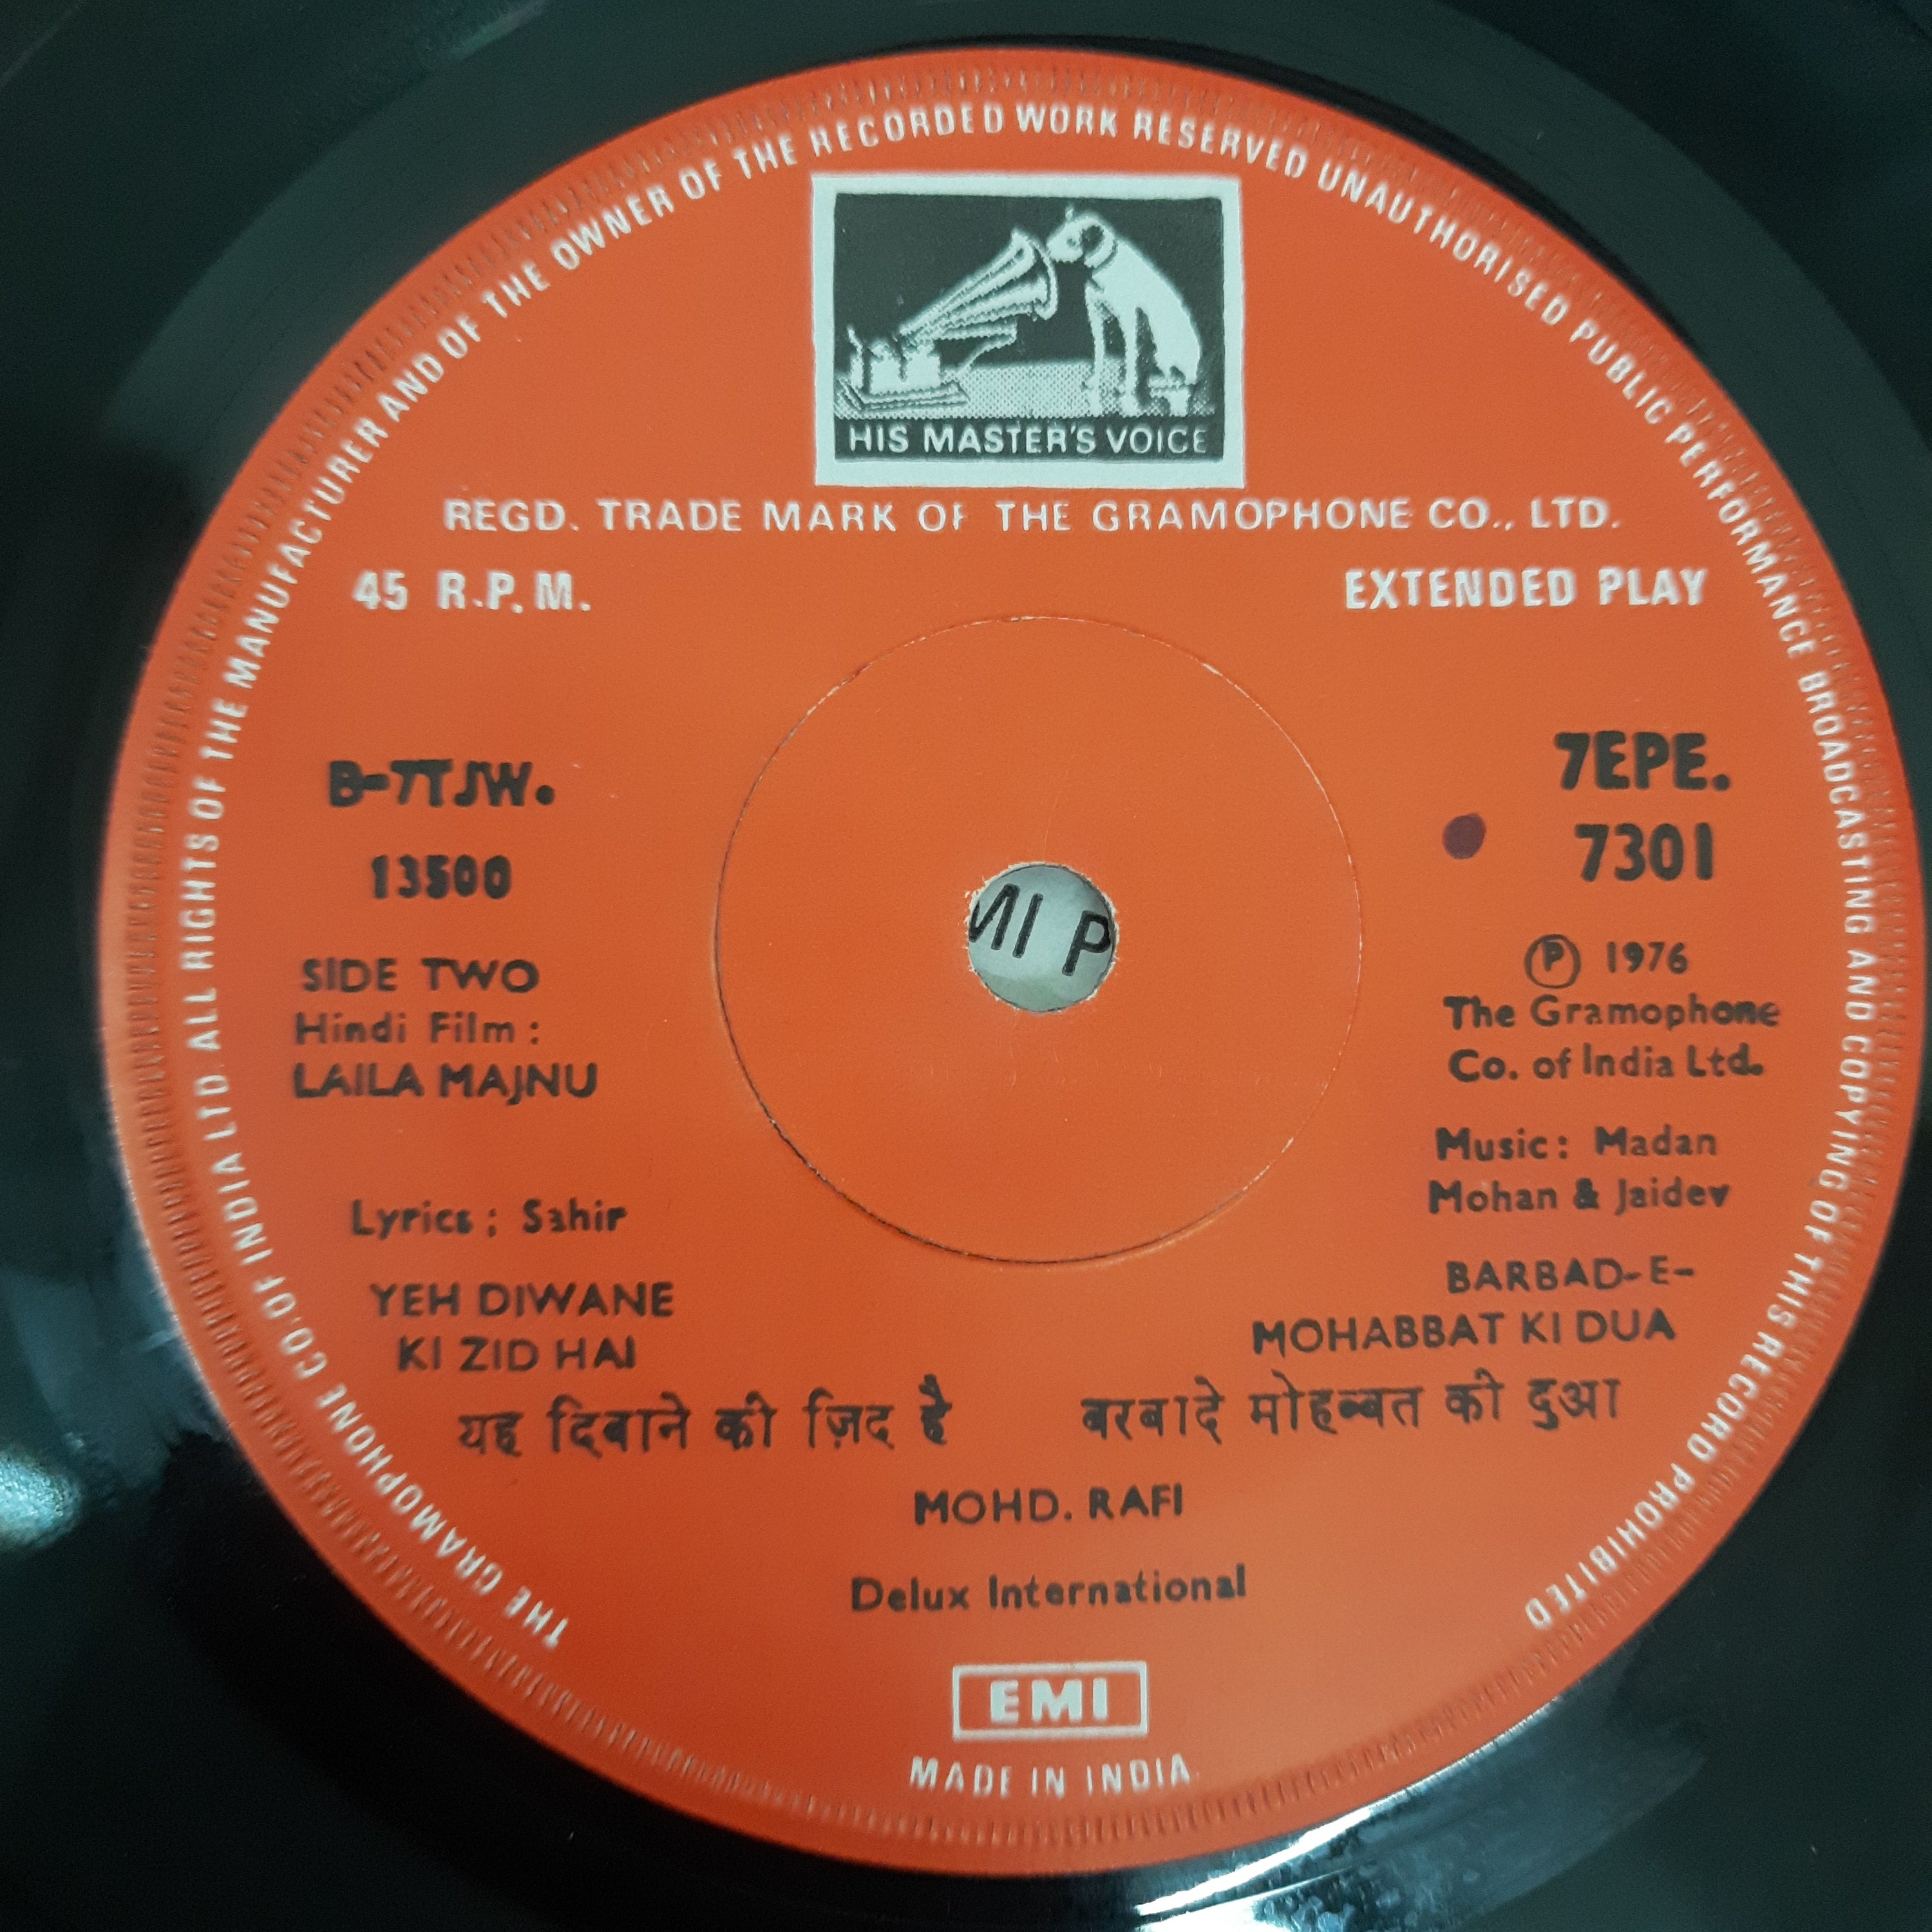 THE GRAMOPHONE CO. OF INDIA LTD. ALL RIGHTS OF THE MANUFACTURER AND OF THE OWNER OF THE RECORDED WORK RESERVED UNAUTHORISED PUBLIC PERFORMANCE BROADCASTING AND COPYING OF THIS RECORD PROHIBITED
HIS MASTER'S VOICE
REGD. TRADE MARK OF THE GRAMOPHONE CO., LTD.
45 R.P.M.
EXTENDED PLAY
B-7TJW.
13500
7EPE.
7301
MI P
SIDE TWO
Hindi Film :
LAILA MAJNU
Ⓟ 1976
The Gramophone
Co. of India Ltd.
Music: Madan
Mohan & Jaidev
Lyrics ; Sahir
YEH DIWANE
KI ZID HAI
BARBAD-E-
MOHABBAT KI DUA
यह दिबाने की ज़िद है
बरबादे मोहब्बत की दुआ
MOHD. RAFI
Delux International
EMI
MADE IN INDIA